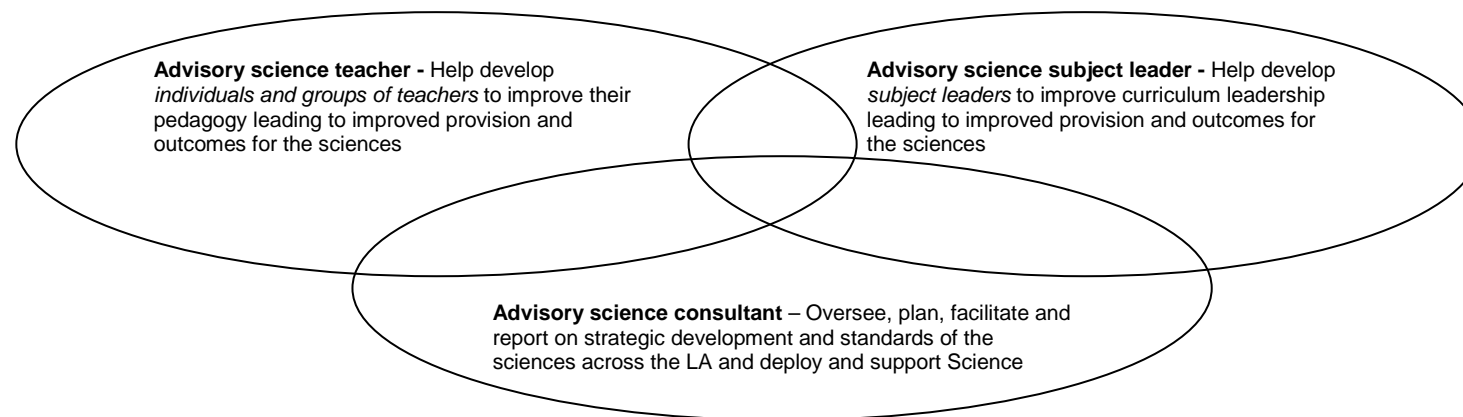 Advisory science teacher - Help develop
individuals and groups of teachers to improve their
pedagogy leading to improved provision and
outcomes for the sciences
Advisory science subject leader - Help develop
subject leaders to improve curriculum leadership
leading to improved provision and outcomes for
the sciences
Advisory science consultant – Oversee, plan, facilitate and
report on strategic development and standards of the
sciences across the LA and deploy and support Science